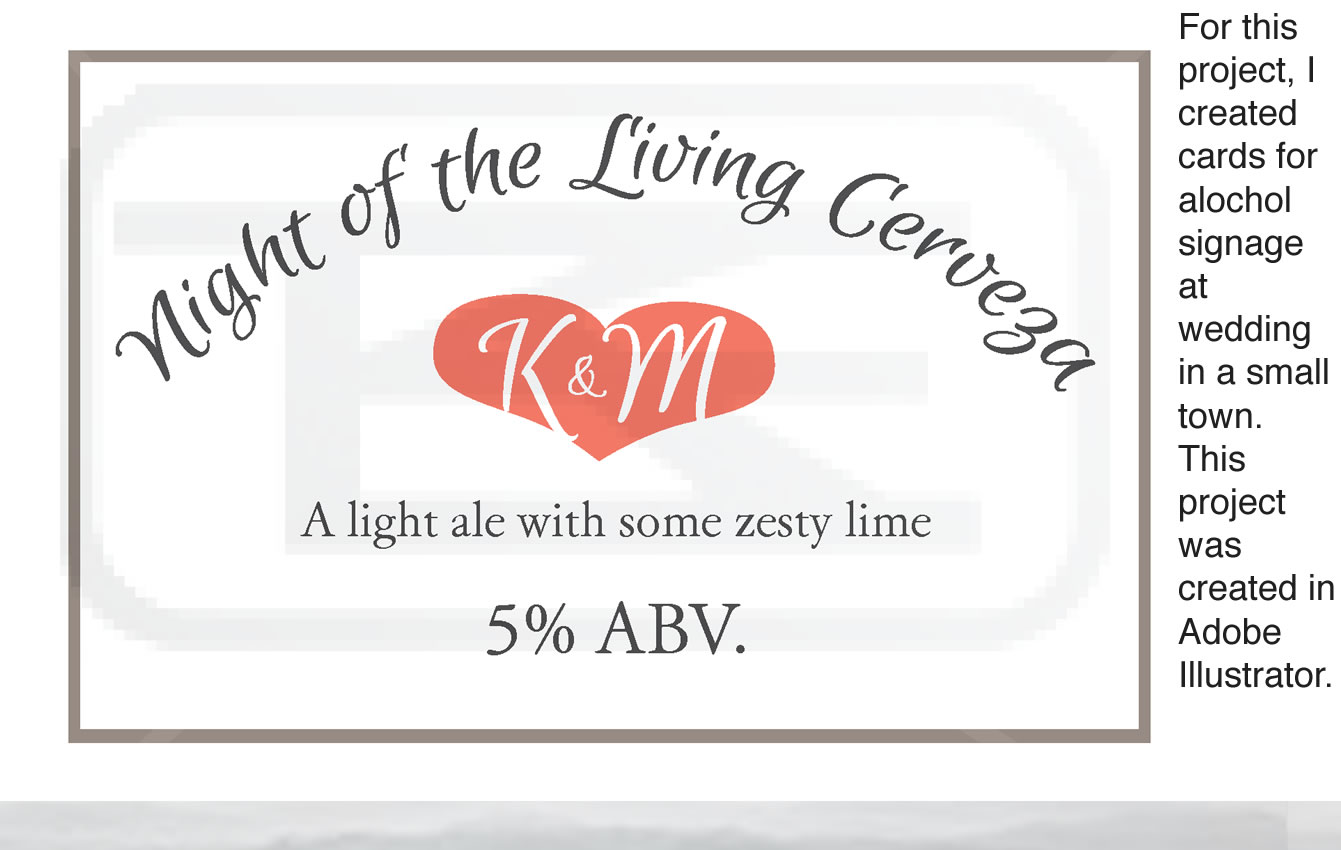 Night of the Living Cerveza
K & M
A light ale with some zesty lime
5% ABV.
For this
project, I
created
cards for
alochol
signage
at
wedding
in a small
town.
This
project
was
created in
Adobe
Illustrator.